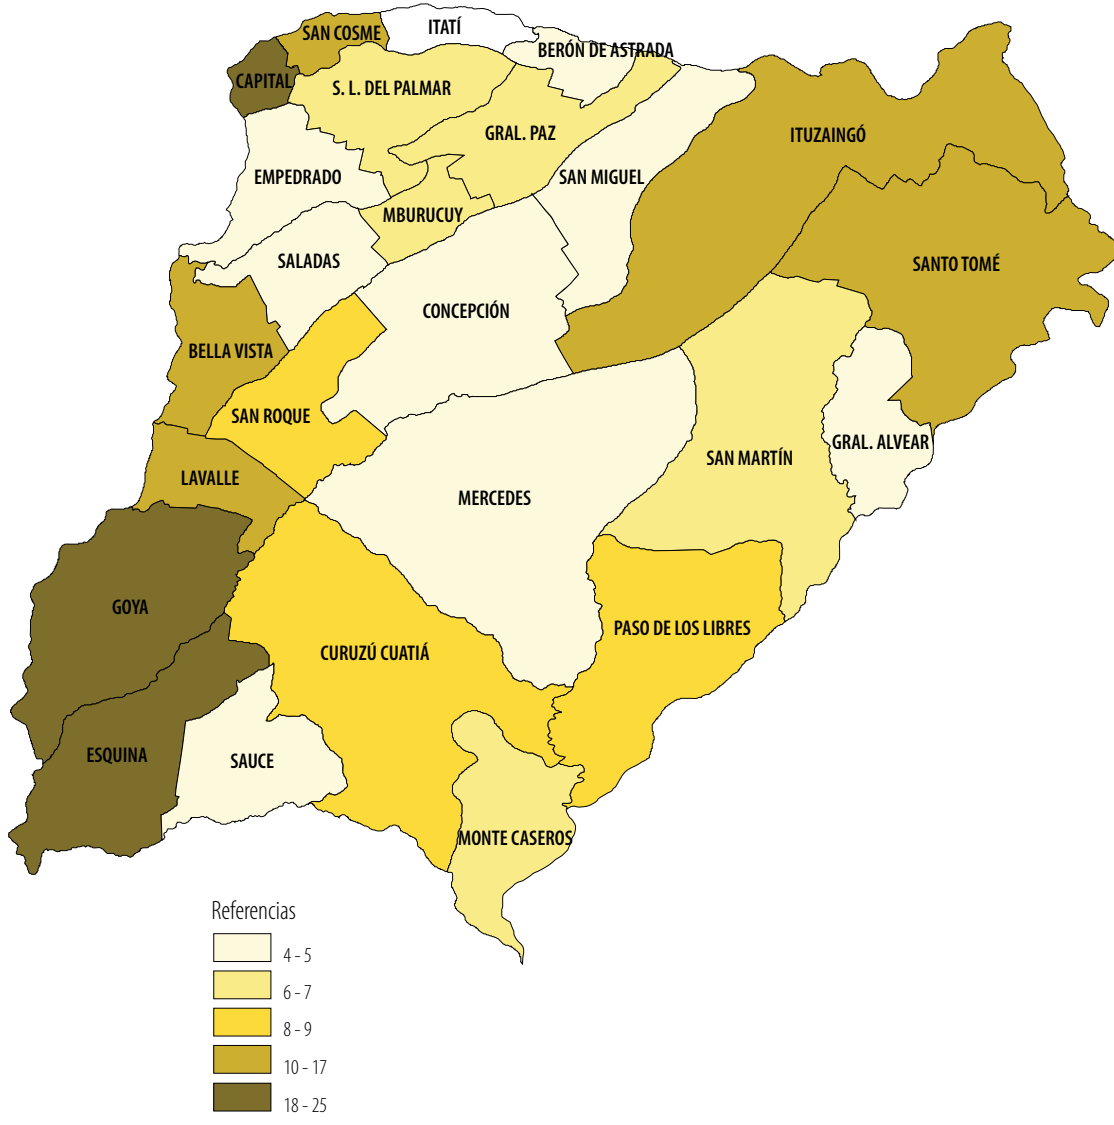 ITATÍ
SAN COSME
BERÓN DE ASTRADA
CAPITAL
S. L. DEL PALMAR
GRAL. PAZ
ITUZAINGÓ
EMPEDRADO
SAN MIGUEL
MBURUCUY
SALADAS
SANTO TOMÉ
CONCEPCIÓN
BELLA VISTA
SAN ROQUE
GRAL. ALVEAR
SAN MARTÍN
LAVALLE
MERCEDES
GOYA
PASO DE LOS LIBRES
CURUZÚ CUATIÁ
ESQUINA
SAUCE
MONTE CASEROS
Referencias
4 - 5
6 - 7
8 - 9
10 - 17
18 - 25